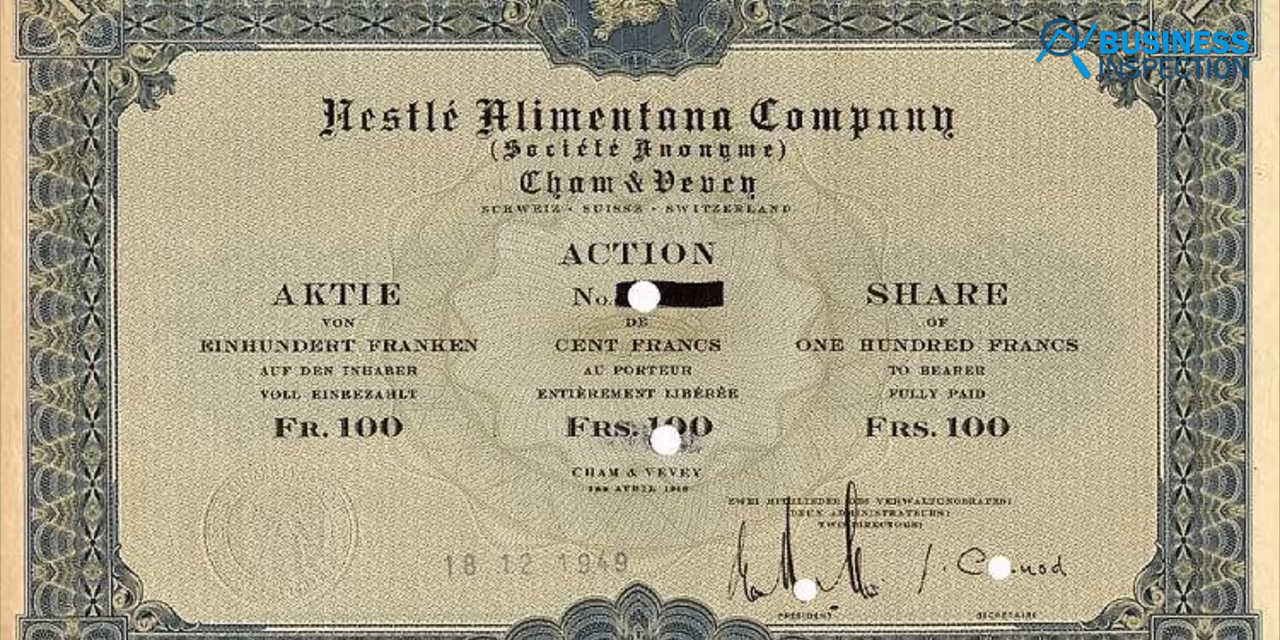 BUSINESS
INSPECTION
Nestlé Alimentana Company
(Société Anonyme)
Cham & Vevey
SCHWEIZ · SUISSE · SWITZERLAND
ACTION
No.
DE
CENT FRANCS
AU PORTEUR
ENTIÈREMENT LIBÉRÉE
FRS. 100
CHAM & VEVEY
AKTIE
VON
EINHUNDERT FRANKEN
AUF DEN INHABER
VOLL EINBEZAHLT
FR. 100
SHARE
OF
ONE HUNDRED FRANCS
TO BEARER
FULLY PAID
FRS. 100
ZWEI MITGLIEDER DES VERWALTUNGSRATES:
DEUX ADMINISTRATEURS:
TWO DIRECTORS:
18 12 1949
PRÉSIDENT
SECRÉTAIRE